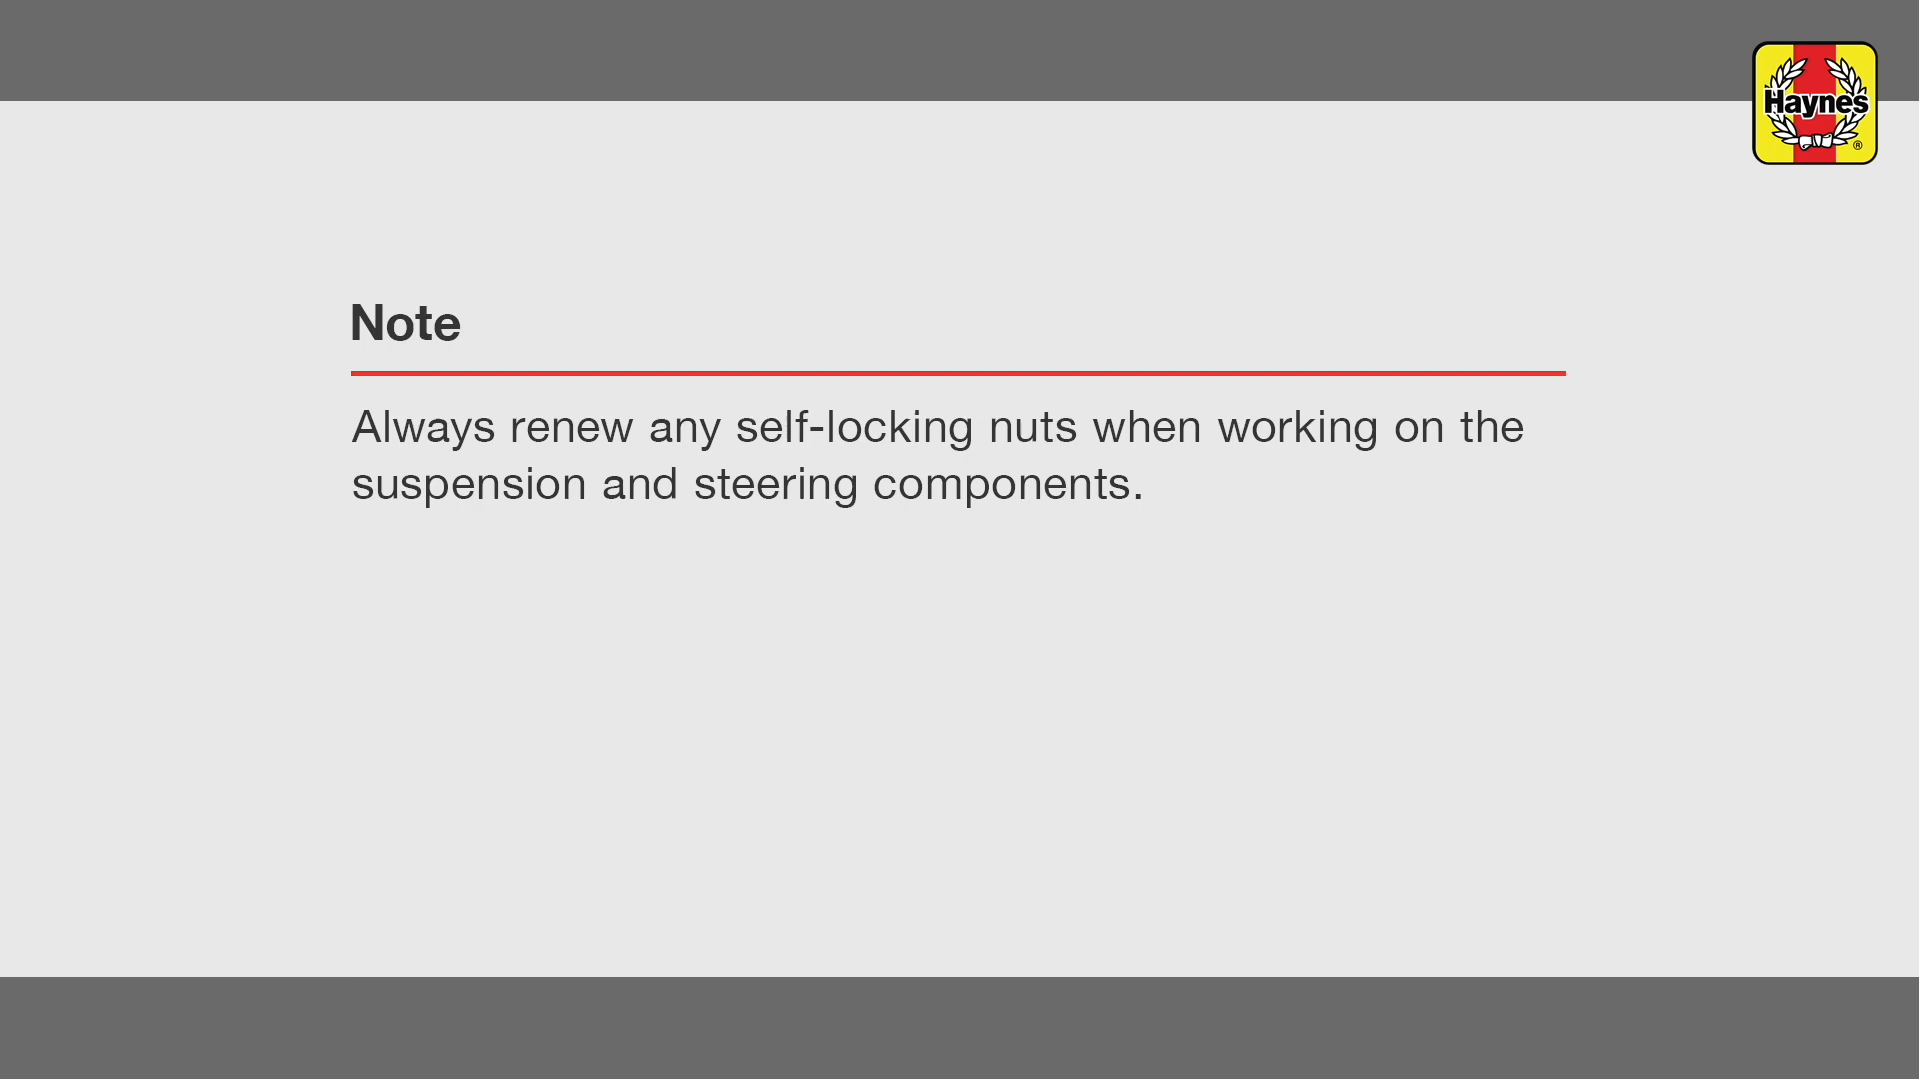 Haynes
®
Note
Always renew any self-locking nuts when working on the
suspension and steering components.